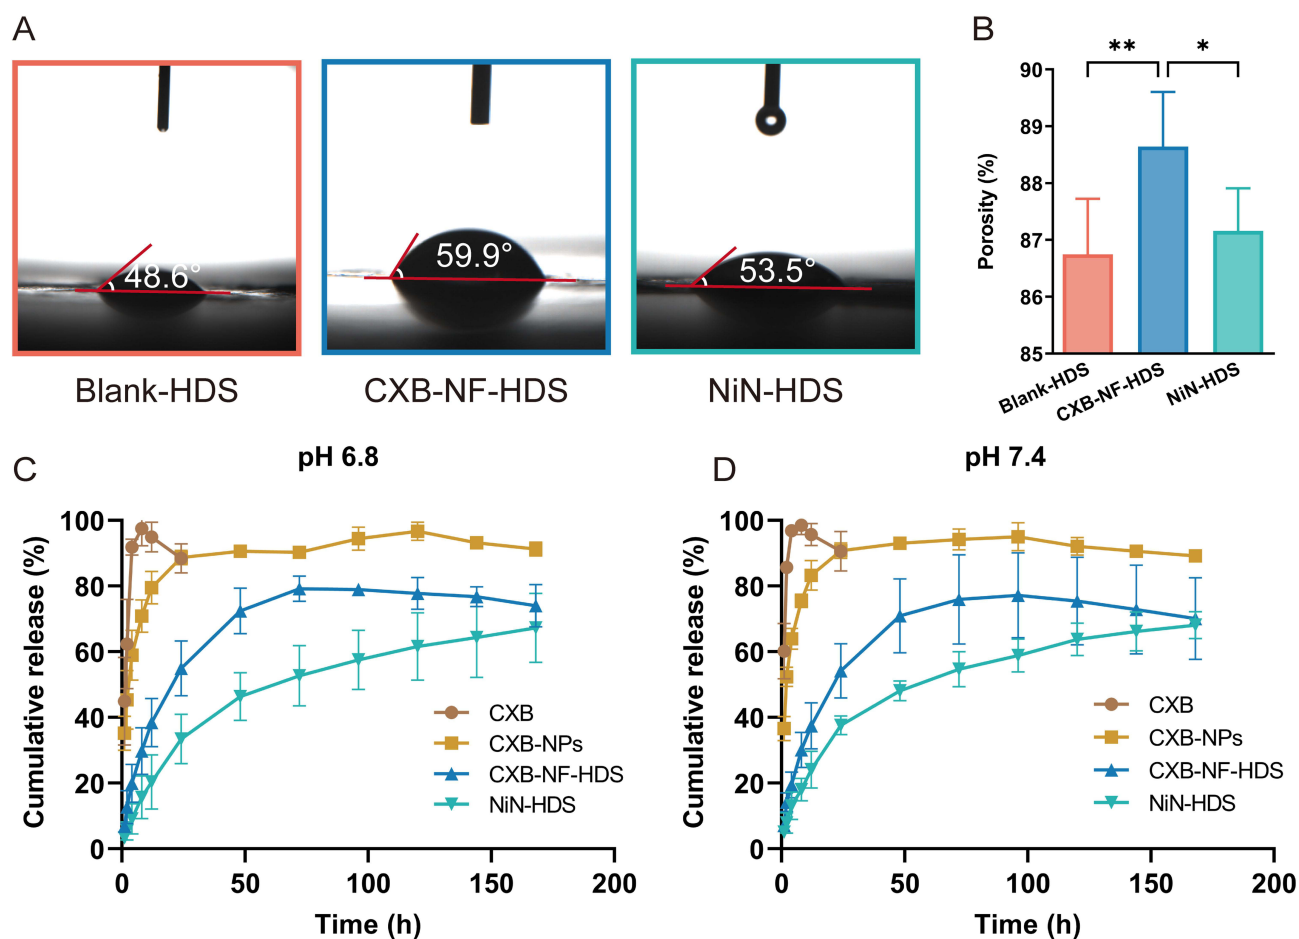 A
48.6°
59.9°
53.5°
Blank-HDS
CXB-NF-HDS
NiN-HDS
B
** *
Porosity (%)
90
89
88
87
86
85
Blank-HDS
CXB-NF-HDS
NiN-HDS
C
pH 6.8
Cumulative release (%)
100
80
60
40
20
0
0 50 100 150 200
Time (h)
CXB
CXB-NPs
CXB-NF-HDS
NiN-HDS
D
pH 7.4
Cumulative release (%)
100
80
60
40
20
0
0 50 100 150 200
Time (h)
CXB
CXB-NPs
CXB-NF-HDS
NiN-HDS